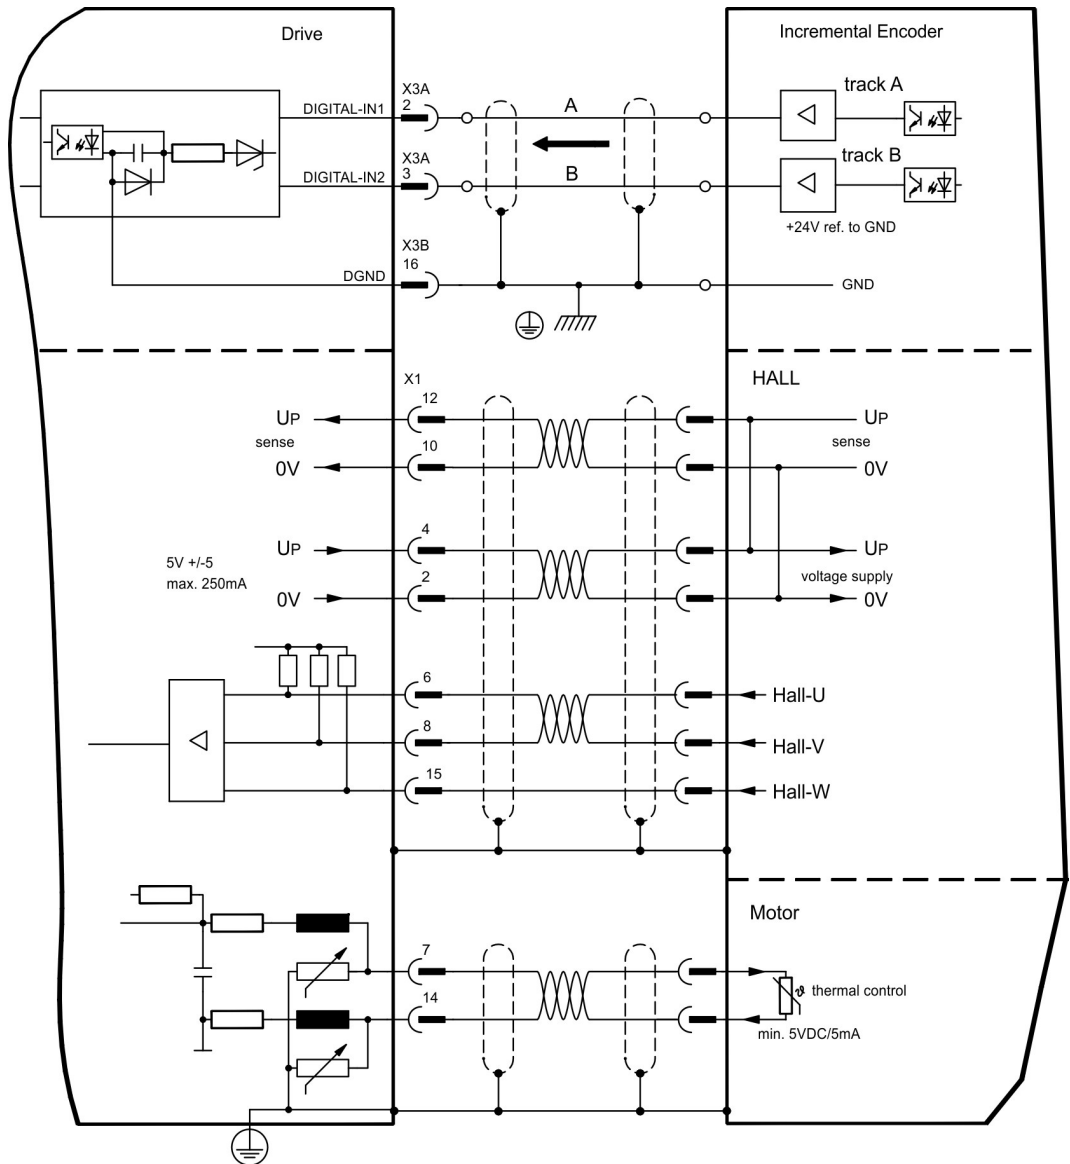 Drive
Incremental Encoder
X3A
2
DIGITAL-IN1
A
track A
X3A
3
DIGITAL-IN2
B
track B
+24V ref. to GND
X3B
16
DGND
GND
X1
HALL
12
UP
UP
sense
sense
10
0V
0V
4
UP
UP
5V +/-5
max. 250mA
voltage supply
2
0V
0V
6
Hall-U
8
Hall-V
15
Hall-W
Motor
7
ϑ thermal control
14
min. 5VDC/5mA